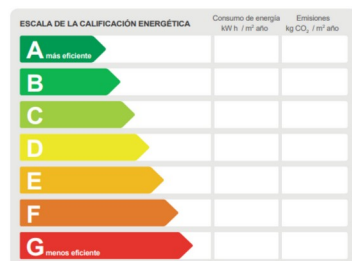 ESCALA DE LA CALIFICACIÓN ENERGÉTICA
Consumo de energía
kW h / m² año
Emisiones
kg CO₂ / m² año
A más eficiente
B
C
D
E
F
G menos eficiente